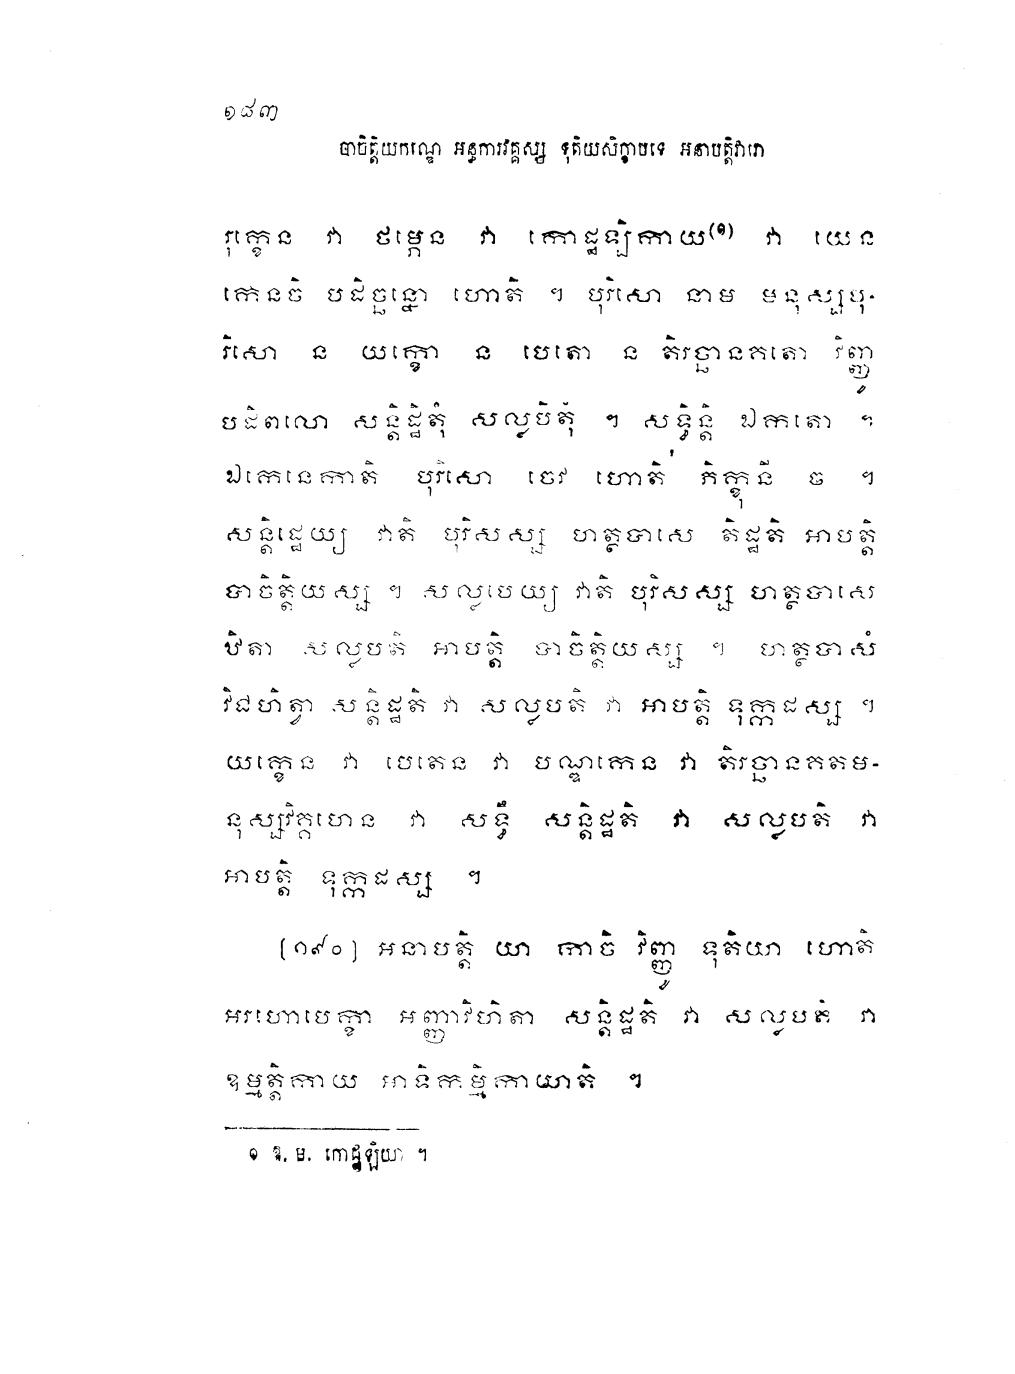 ១៨៣
បាចិត្តិយកណ្ឌេ អន្ធការវគ្គស្ស ទុតិយសិក្ខាបទេ អនាបត្តិវារោ
រុក្ខេន វា ថម្ភេន វា កោដ្ឋឡិកាយ(១) វា យេន
កេនចិ បដិច្ឆន្នោ ហោតិ ។ បុរិសោ នាម មនុស្សបុ-
រិសោ ន យក្ខោ ន បេតោ ន តិរច្ឆានគតោ វិញ្ញូ
បដិពលោ សន្តិដ្ឋិតុំ សល្លបិតុំ ។ សទ្ធិន្តិ ឯកតោ ។
ឯកេនេកាតិ បុរិសោ ចេវ ហោតិ ភិក្ខុនី ច ។
សន្តិដ្ឋេយ្យ វាតិ បុរិសស្ស ហត្ថបាសេ តិដ្ឋតិ អាបត្តិ
បាចិត្តិយស្ស ។ សល្លបេយ្យ វាតិ បុរិសស្ស ហត្ថបាសេ
ឋិតា សល្លបតិ អាបត្តិ បាចិត្តិយស្ស ។ ហត្ថបាសំ
វិជហិត្វា សន្តិដ្ឋតិ វា សល្លបតិ វា អាបត្តិ ទុក្កដស្ស ។
យក្ខេន វា បេតេន វា បណ្ឌកេន វា តិរច្ឆានគតម-
នុស្សវិគ្គហេន វា សទ្ធឹ សន្តិដ្ឋតិ វា សល្លបតិ វា
អាបត្តិ ទុក្កដស្ស ។
[១៩០] អនាបត្តិ យា កាចិ វិញ្ញូ ទុតិយា ហោតិ
អរហោបេក្ខា អញ្ញាវិហិតា សន្តិដ្ឋតិ វា សល្លបតិ វា
ឧម្មត្តិកាយ អាទិកម្មិកាយាតិ ។
១ ឱ. ម. កោដ្ឋឡិយា ។